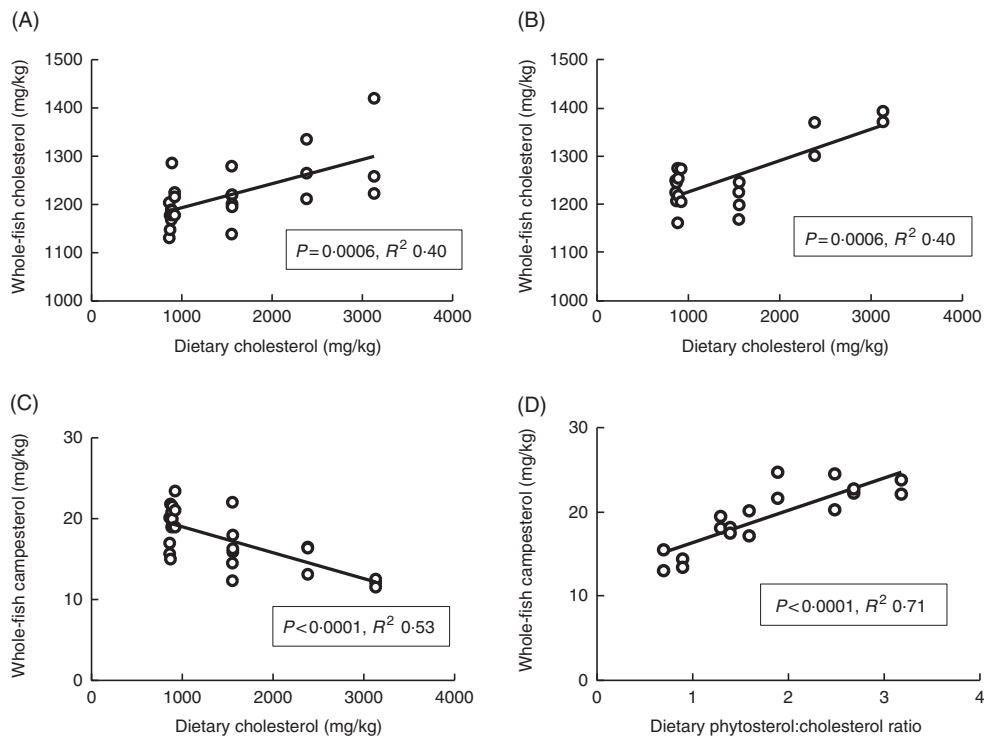 (A)
1500
1400
1300
1200
1100
1000
Whole-fish cholesterol (mg/kg)
P=0·0006, R2 0·40
0
1000
2000
3000
4000
Dietary cholesterol (mg/kg)
(B)
1500
1400
1300
1200
1100
1000
Whole-fish cholesterol (mg/kg)
P=0·0006, R2 0·40
0
1000
2000
3000
4000
Dietary cholesterol (mg/kg)
(C)
30
20
10
0
Whole-fish campesterol (mg/kg)
P<0·0001, R2 0·53
0
1000
2000
3000
4000
Dietary cholesterol (mg/kg)
(D)
30
20
10
0
Whole-fish campesterol (mg/kg)
P<0·0001, R2 0·71
0
1
2
3
4
Dietary phytosterol:cholesterol ratio